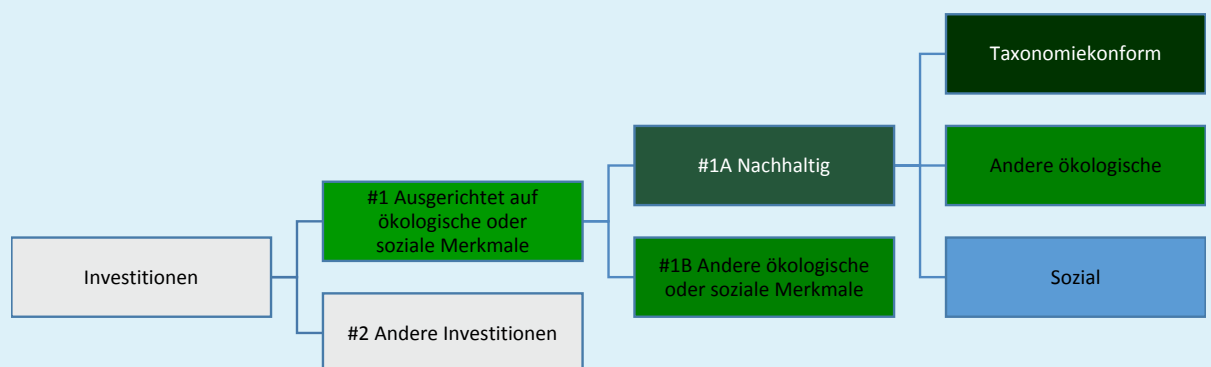 Investitionen
#1 Ausgerichtet auf
ökologische oder
soziale Merkmale
#2 Andere Investitionen
#1A Nachhaltig
#1B Andere ökologische
oder soziale Merkmale
Taxonomiekonform
Andere ökologische
Sozial